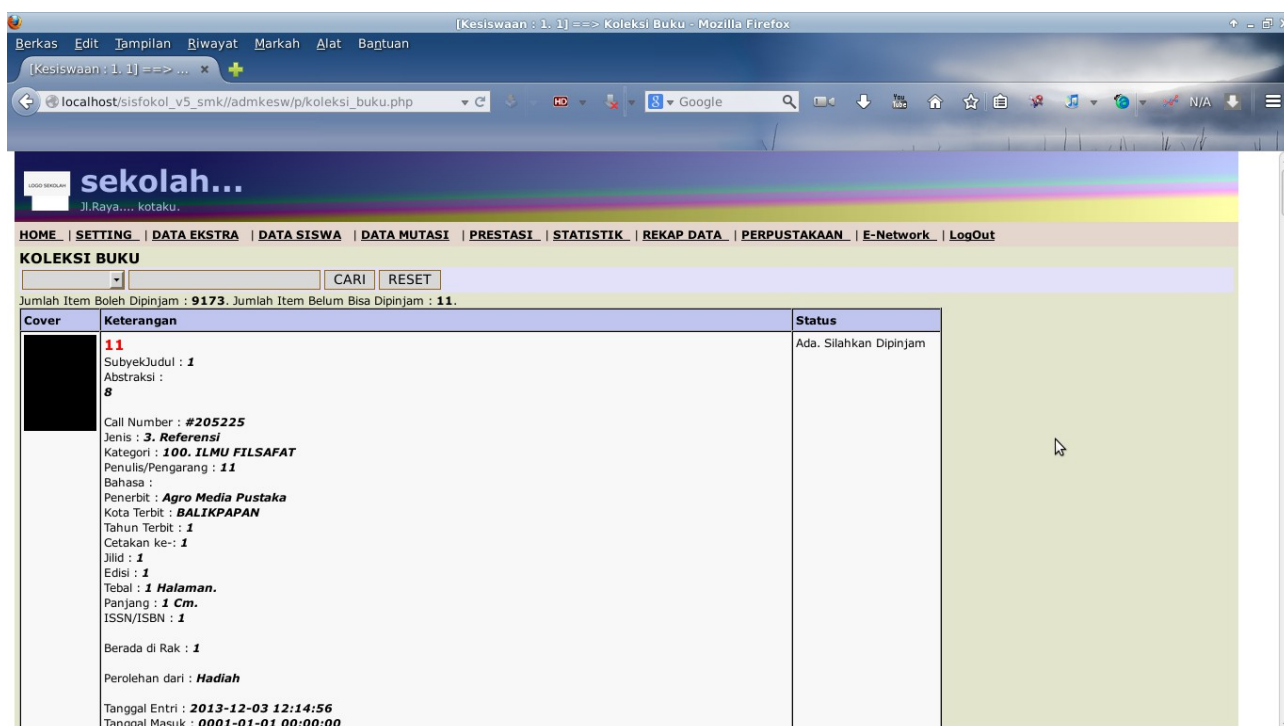 [Kesiswaan : 1. 1] ==> Koleksi Buku - Mozilla Firefox
Berkas Edit Tampilan Riwayat Markah Alat Bantuan
[Kesiswaan : 1. 1] ==> ...
localhost/sisfokol_v5_smk//admkesw/p/koleksi_buku.php HD 8 Google You Tube N/A
LOGO SEKOLAH
sekolah...
Jl.Raya.... kotaku.
HOME | SETTING | DATA EKSTRA | DATA SISWA | DATA MUTASI | PRESTASI | STATISTIK | REKAP DATA | PERPUSTAKAAN | E-Network | LogOut
KOLEKSI BUKU
CARI RESET
Jumlah Item Boleh Dipinjam : 9173. Jumlah Item Belum Bisa Dipinjam : 11.
Cover Keterangan Status
11 Ada. Silahkan Dipinjam
SubyekJudul : 1
Abstraksi :
8
Call Number : #205225
Jenis : 3. Referensi
Kategori : 100. ILMU FILSAFAT
Penulis/Pengarang : 11
Bahasa :
Penerbit : Agro Media Pustaka
Kota Terbit : BALIKPAPAN
Tahun Terbit : 1
Cetakan ke-: 1
Jilid : 1
Edisi : 1
Tebal : 1 Halaman.
Panjang : 1 Cm.
ISSN/ISBN : 1
Berada di Rak : 1
Perolehan dari : Hadiah
Tanggal Entri : 2013-12-03 12:14:56
Tanggal Masuk : 0001-01-01 00:00:00